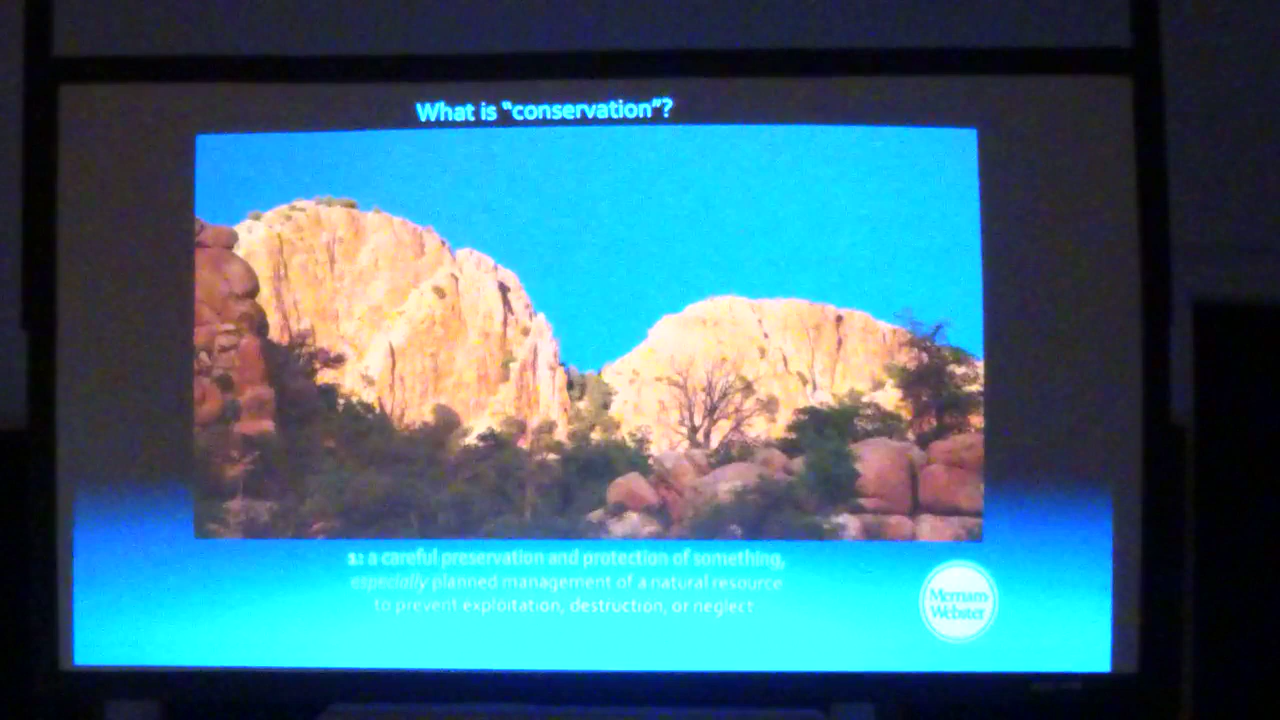 What is "conservation"?
1: a careful preservation and protection of something,
especially planned management of a natural resource
to prevent exploitation, destruction, or neglect
Merriam
Webster